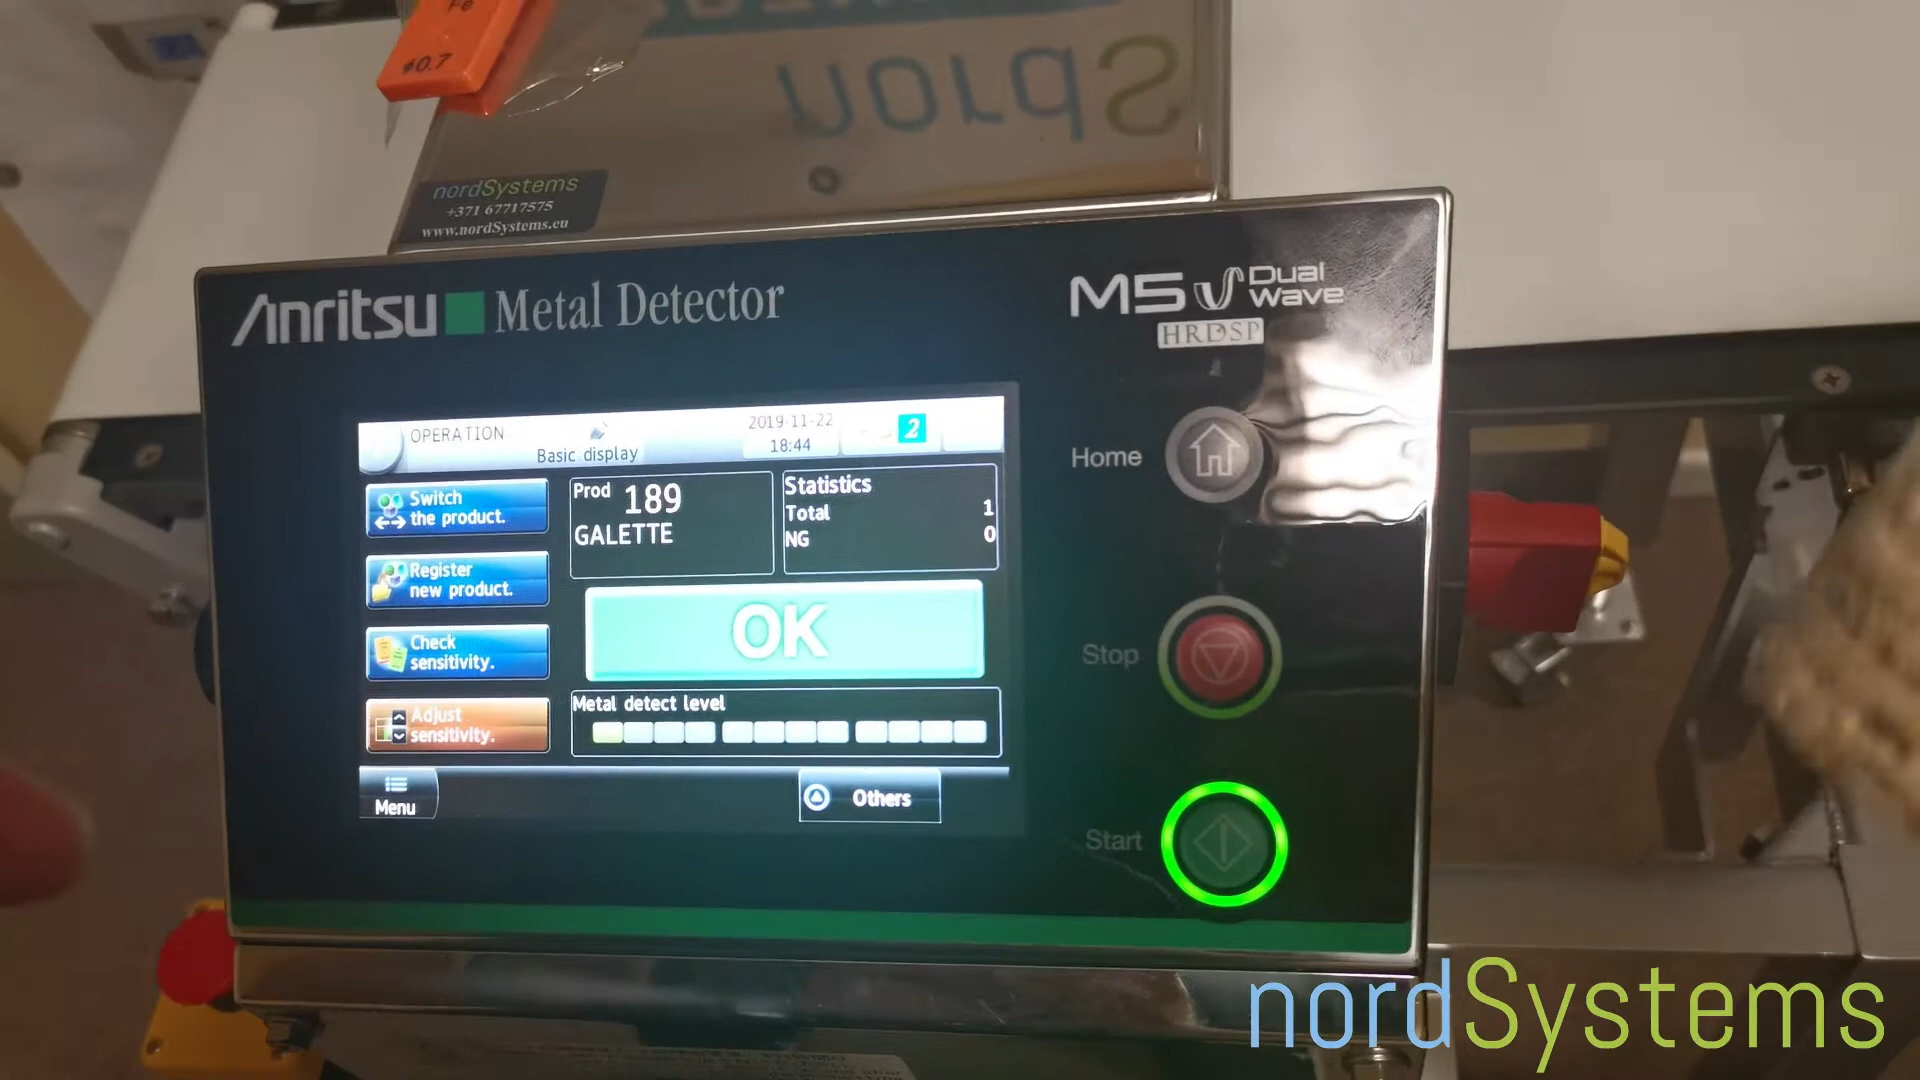 Fe
φ0.7
nordS
nordSystems
+371 67717575
www.nordSystems.eu
Anritsu Metal Detector
M5 Dual Wave
HRDSP
OPERATION
Basic display
2019-11-22
18:44
2
Switch
the product.
Prod 189
GALETTE
Statistics
Total 1
NG 0
Register
new product.
OK
Check
sensitivity.
Metal detect level
Adjust
sensitivity.
Menu
Others
Home
Stop
Start
nordSystems